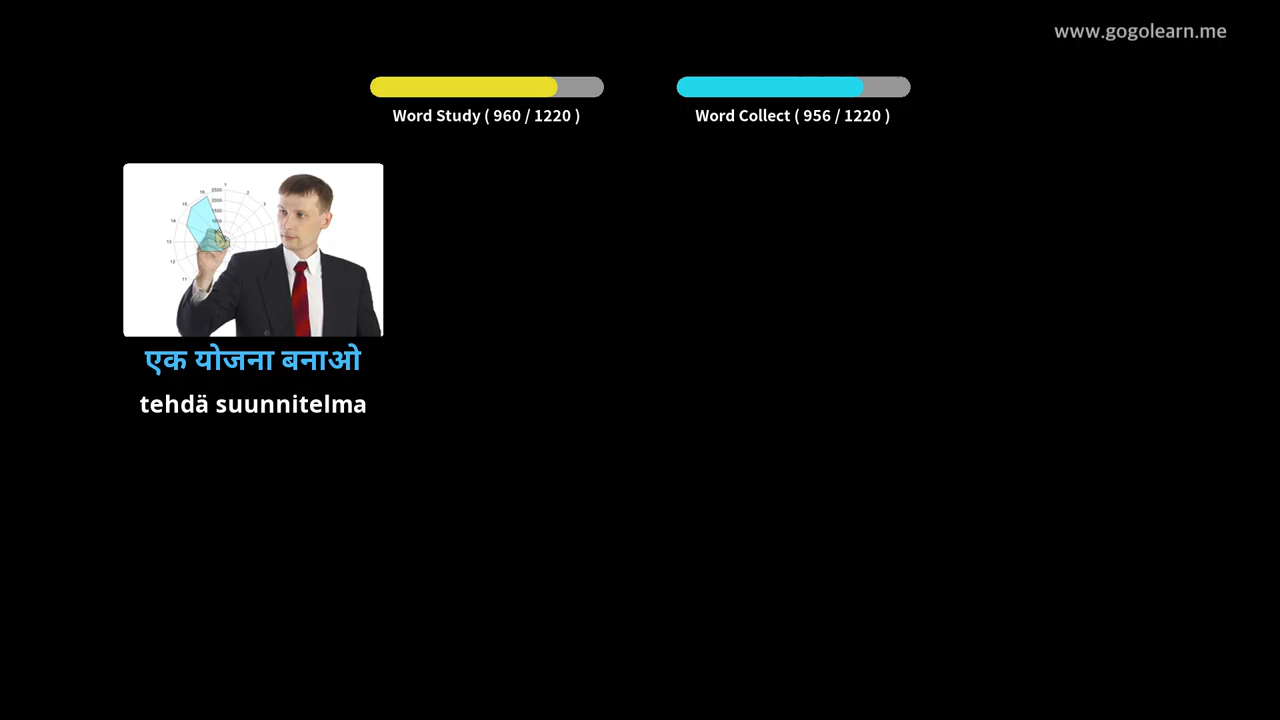 www.gogolearn.me
Word Study ( 960 / 1220 )
Word Collect ( 956 / 1220 )
एक योजना बनाओ
tehdä suunnitelma